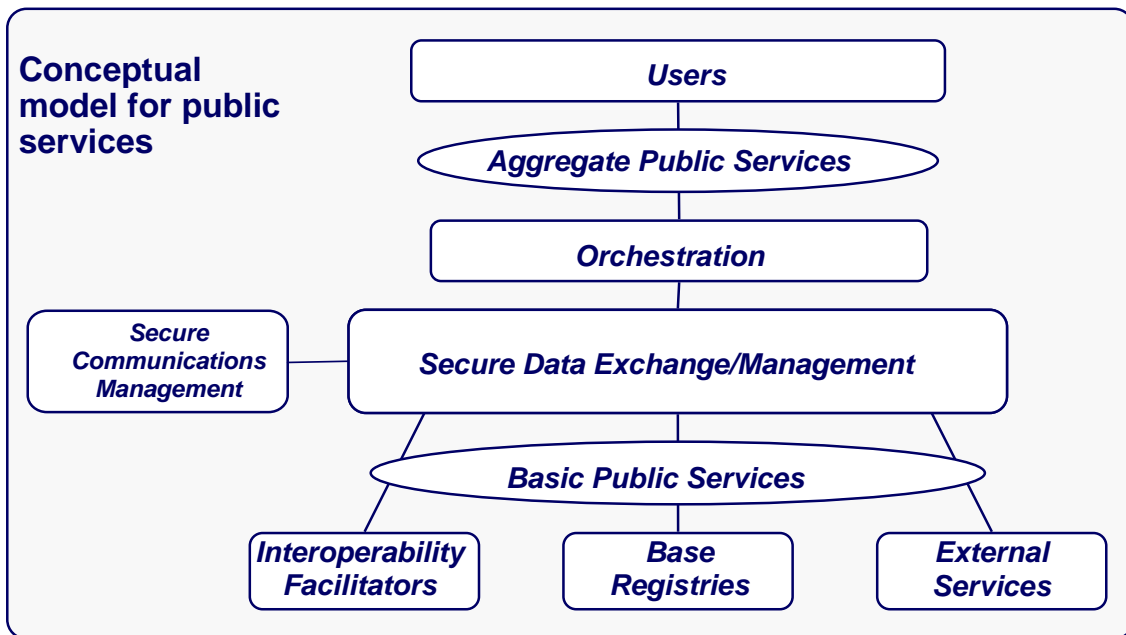 Conceptual
model for public
services
Users
Aggregate Public Services
Orchestration
Secure
Communications
Management
Secure Data Exchange/Management
Basic Public Services
Interoperability
Facilitators
Base
Registries
External
Services